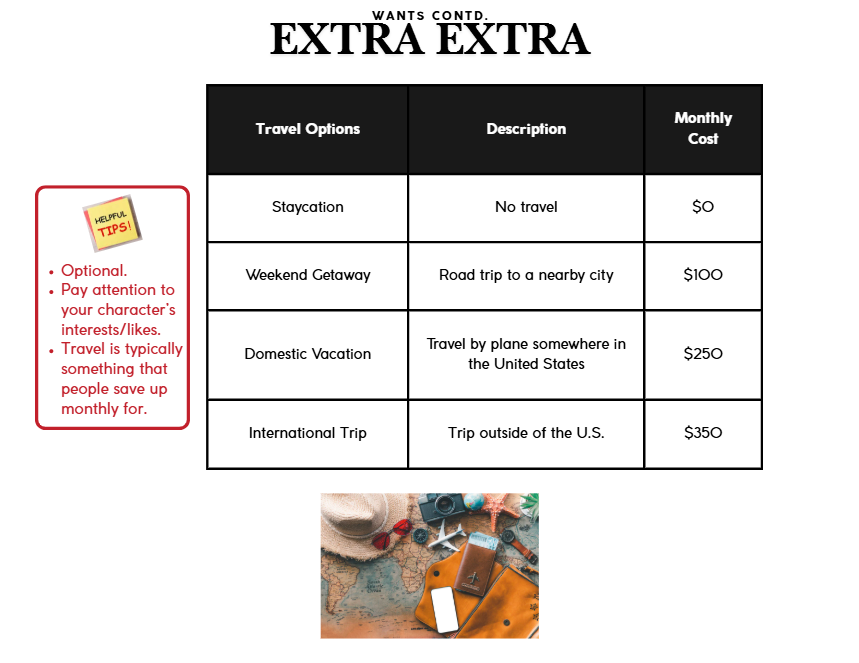 WANTS CONTD.
EXTRA EXTRA
Travel Options
Description
Monthly
Cost
Staycation
No travel
$0
Weekend Getaway
Road trip to a nearby city
$100
Domestic Vacation
Travel by plane somewhere in
the United States
$250
International Trip
Trip outside of the U.S.
$350
HELPFUL
TIPS!
• Optional.
• Pay attention to
your character's
interests/likes.
• Travel is typically
something that
people save up
monthly for.